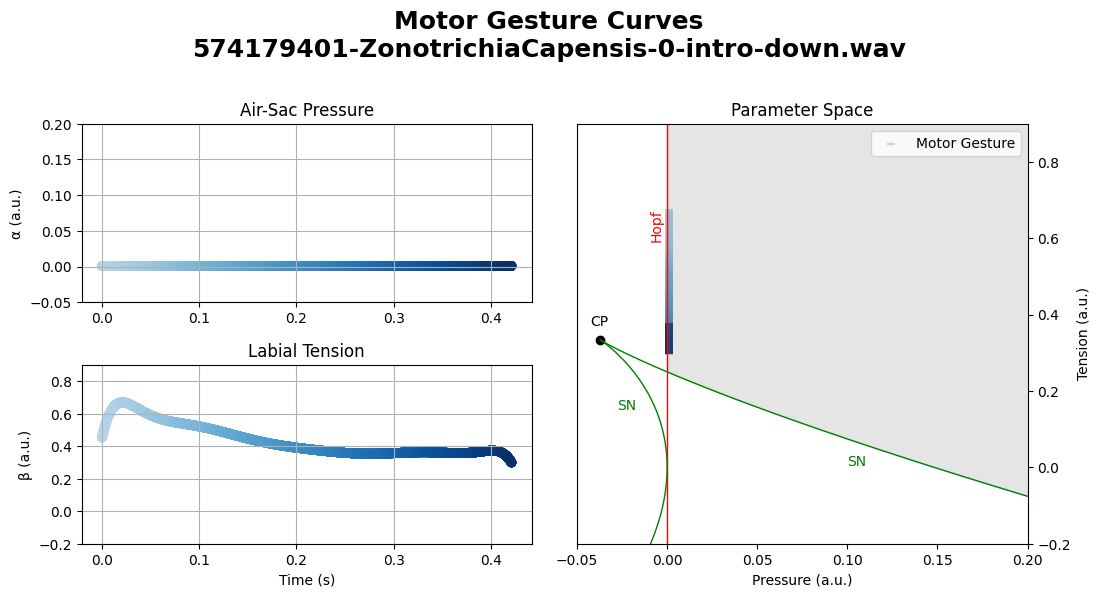 Motor Gesture Curves
574179401-ZonotrichiaCapensis-0-intro-down.wav
Air-Sac Pressure
α (a.u.)
0.20
0.15
0.10
0.05
0.00
−0.05
0.0 0.1 0.2 0.3 0.4
Labial Tension
β (a.u.)
0.8
0.6
0.4
0.2
0.0
−0.2
0.0 0.1 0.2 0.3 0.4
Time (s)
Parameter Space
Motor Gesture
Hopf
CP
SN
SN
0.8
0.6
0.4
0.2
0.0
−0.2
Tension (a.u.)
−0.05 0.00 0.05 0.10 0.15 0.20
Pressure (a.u.)